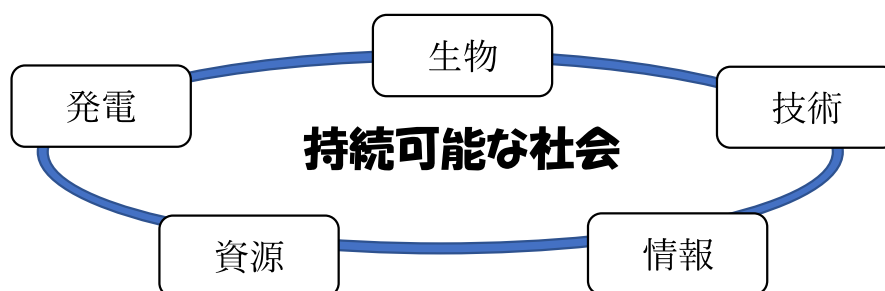 生物
発電
技術
持続可能な社会
資源
情報